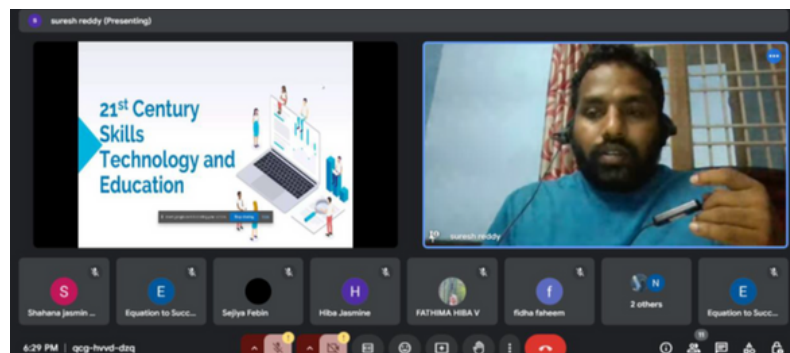 S suresh reddy (Presenting)
21st Century
Skills
Technology and
Education
suresh reddy
S
E
H
f
N
E
Shahana jasmin ...
Equation to Succ...
Sejiya Febin
Hiba Jasmine
FATHIMA HIBA V
fidha faheem
2 others
Equation to Succ...
6:29 PM | qcg-hvvd-dzq
11